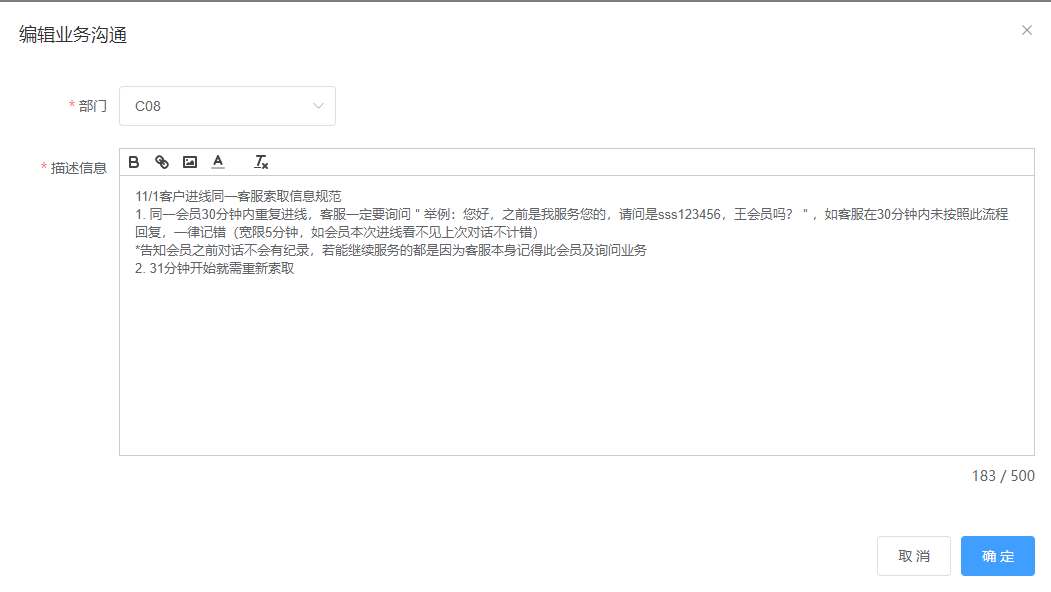 编辑业务沟通
* 部门
C08
* 描述信息
11/1客户进线同一客服索取信息规范
1. 同一会员30分钟内重复进线，客服一定要询问＂举例：您好，之前是我服务您的，请问是sss123456，王会员吗？＂，如客服在30分钟内未按照此流程
回复，一律记错（宽限5分钟，如会员本次进线看不见上次对话不计错）
*告知会员之前对话不会有纪录，若能继续服务的都是因为客服本身记得此会员及询问业务
2. 31分钟开始就需重新索取
183 / 500
取 消
确 定